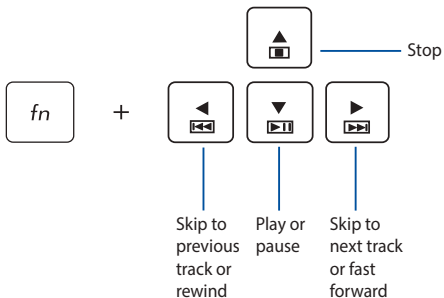 Stop
fn
+
Skip to
previous
track or
rewind
Play or
pause
Skip to
next track
or fast
forward